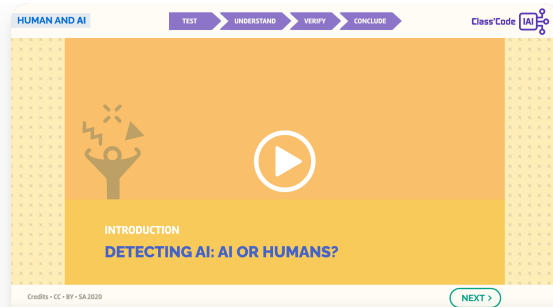 HUMAN AND AI
TEST
UNDERSTAND
VERIFY
CONCLUDE
Class'Code IAI
INTRODUCTION
DETECTING AI: AI OR HUMANS?
Credits • CC • BY • SA 2020
NEXT >